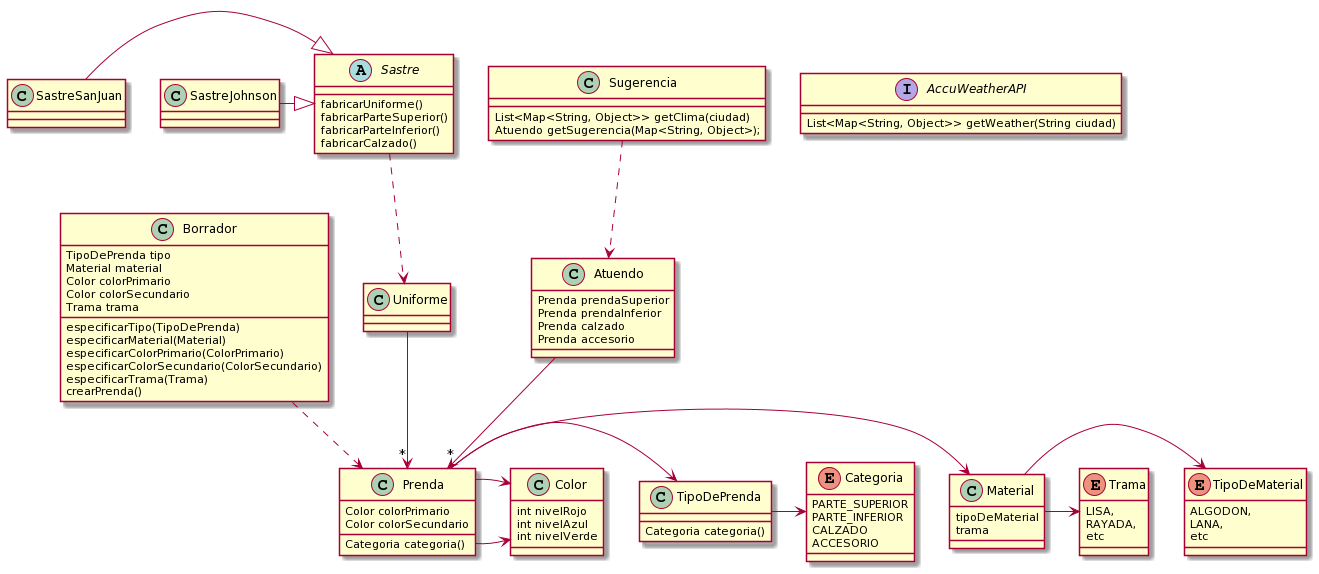 C SastreSanJuan
C SastreJohnson
A Sastre
fabricarUniforme()
fabricarParteSuperior()
fabricarParteInferior()
fabricarCalzado()
C Sugerencia
List<Map<String, Object>> getClima(ciudad)
Atuendo getSugerencia(Map<String, Object>);
I AccuWeatherAPI
List<Map<String, Object>> getWeather(String ciudad)
C Borrador
TipoDePrenda tipo
Material material
Color colorPrimario
Color colorSecundario
Trama trama
especificarTipo(TipoDePrenda)
especificarMaterial(Material)
especificarColorPrimario(ColorPrimario)
especificarColorSecundario(ColorSecundario)
especificarTrama(Trama)
crearPrenda()
C Uniforme
C Atuendo
Prenda prendaSuperior
Prenda prendaInferior
Prenda calzado
Prenda accesorio
*
*
C Prenda
Color colorPrimario
Color colorSecundario
Categoria categoria()
C Color
int nivelRojo
int nivelAzul
int nivelVerde
C TipoDePrenda
Categoria categoria()
E Categoria
PARTE_SUPERIOR
PARTE_INFERIOR
CALZADO
ACCESORIO
C Material
tipoDeMaterial
trama
E Trama
LISA,
RAYADA,
etc
E TipoDeMaterial
ALGODON,
LANA,
etc